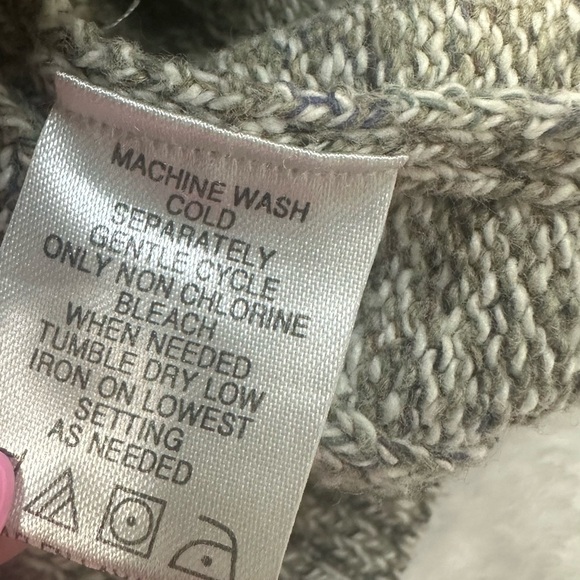 MACHINE WASH
COLD
SEPARATELY
GENTLE CYCLE
ONLY NON CHLORINE
BLEACH
WHEN NEEDED
TUMBLE DRY LOW
IRON ON LOWEST
SETTING
AS NEEDED